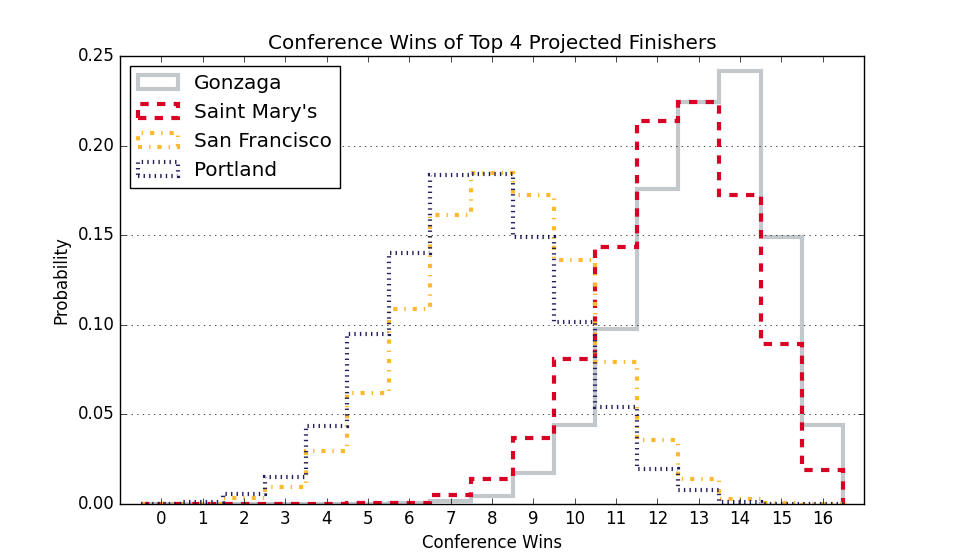 Conference Wins of Top 4 Projected Finishers
0.25
0.20
0.15
0.10
0.05
0.00
Probability
Gonzaga
Saint Mary's
San Francisco
Portland
0 1 2 3 4 5 6 7 8 9 10 11 12 13 14 15 16
Conference Wins